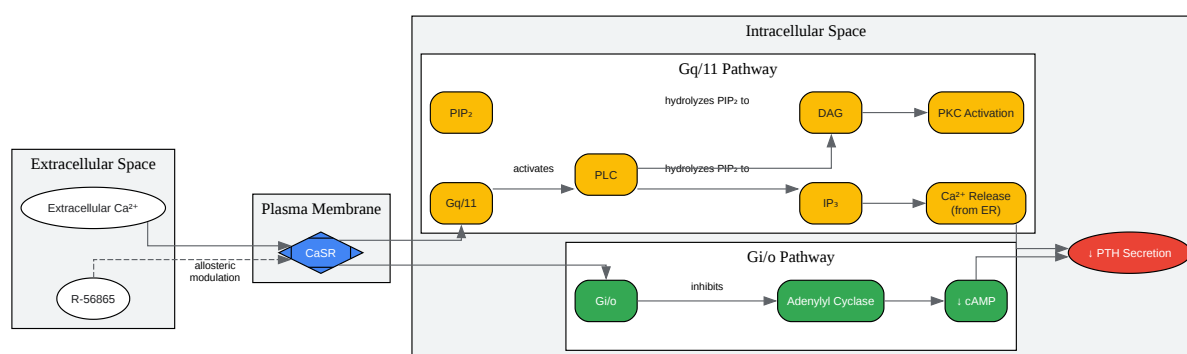 Intracellular Space
Gq/11 Pathway
hydrolyzes PIP₂ to
PIP₂
DAG
PKC Activation
Extracellular Space
activates
PLC
hydrolyzes PIP₂ to
Extracellular Ca²⁺
Plasma Membrane
Gq/11
IP₃
Ca²⁺ Release
(from ER)
CaSR
allosteric
modulation
Gi/o Pathway
↓ PTH Secretion
R-56865
Gi/o
inhibits
Adenylyl Cyclase
↓ cAMP